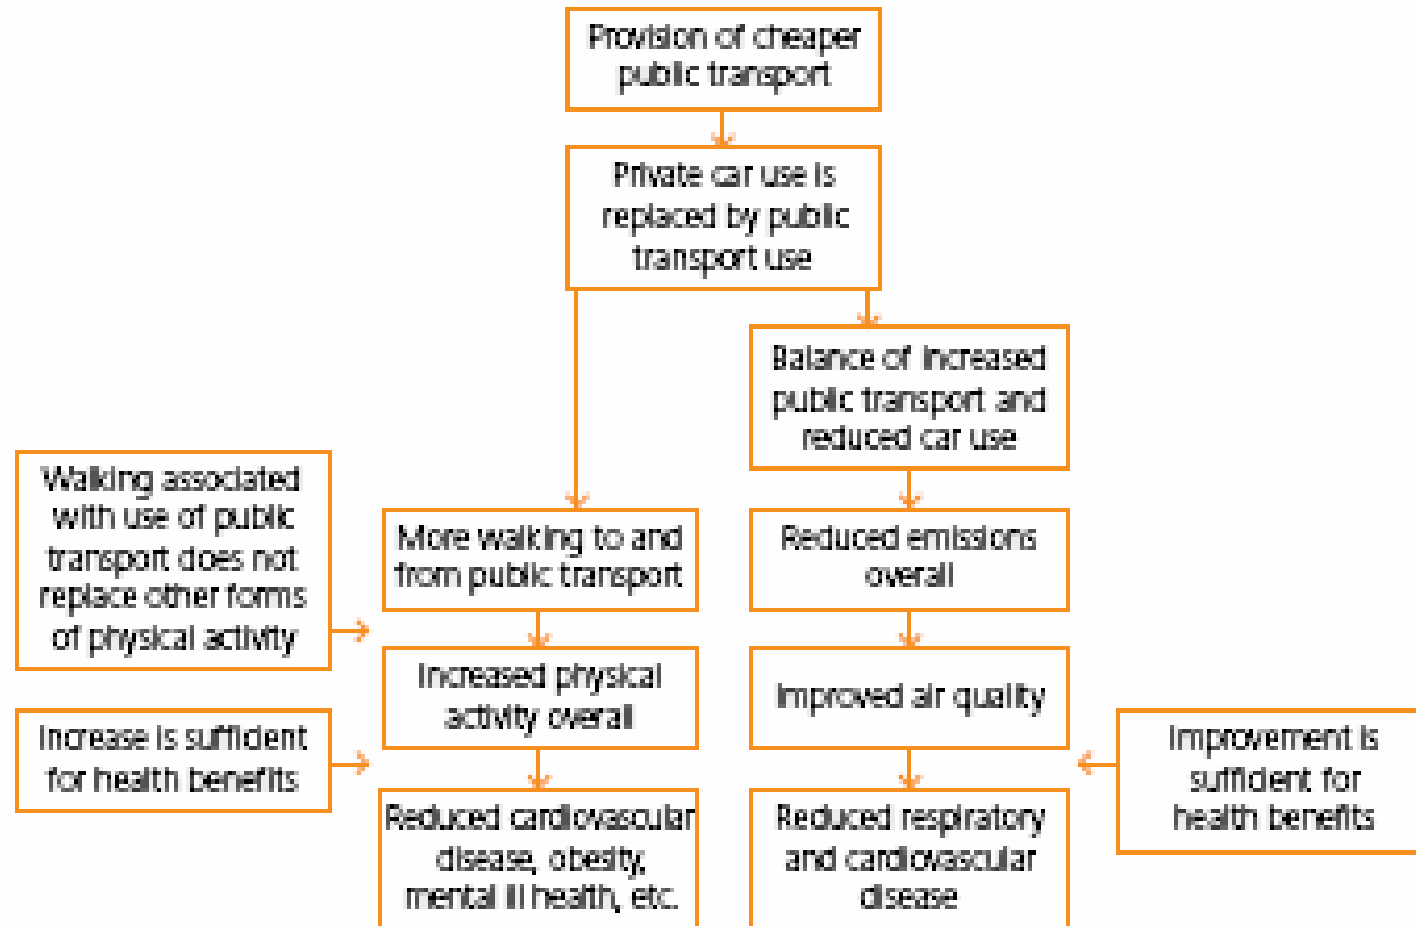 Provision of cheaper
public transport
Private car use is
replaced by public
transport use
Balance of increased
public transport and
reduced car use
Walking associated
with use of public
transport does not
replace other forms
of physical activity
More walking to and
from public transport
Reduced emissions
overall
Increased physical
activity overall
Improved air quality
Increase is sufficient
for health benefits
Improvement is
sufficient for
health benefits
Reduced cardiovascular
disease, obesity,
mental ill health, etc.
Reduced respiratory
and cardiovascular
disease